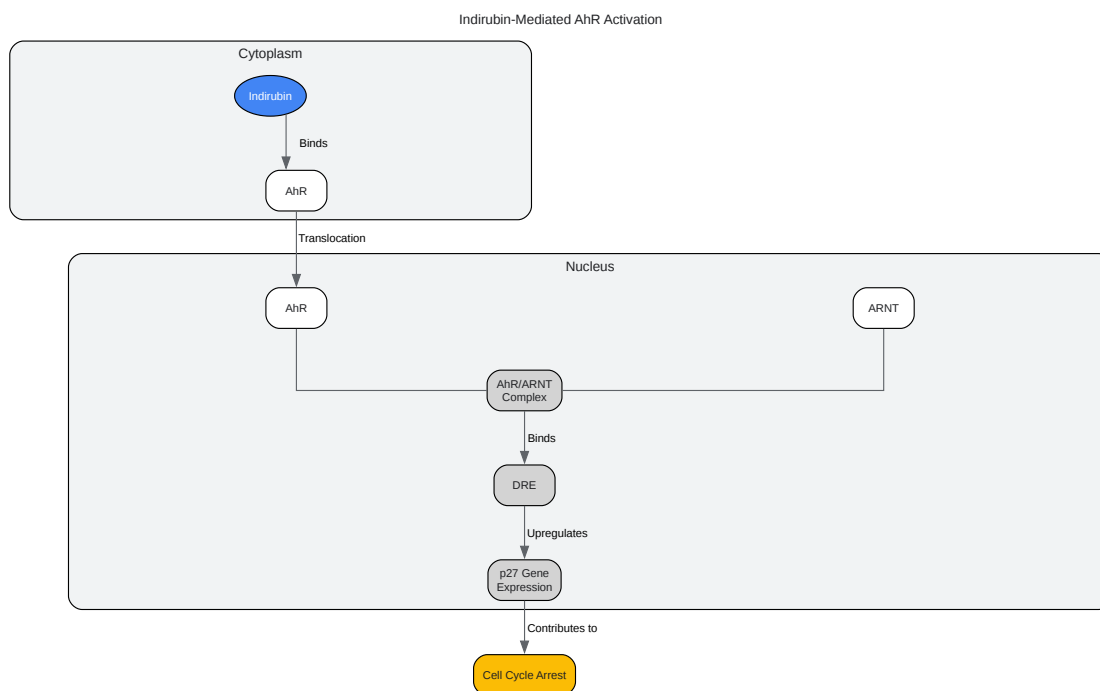 Indirubin-Mediated AhR Activation
Cytoplasm
Indirubin
Binds
AhR
Translocation
Nucleus
AhR
ARNT
AhR/ARNT
Complex
Binds
DRE
Upregulates
p27 Gene
Expression
Contributes to
Cell Cycle Arrest